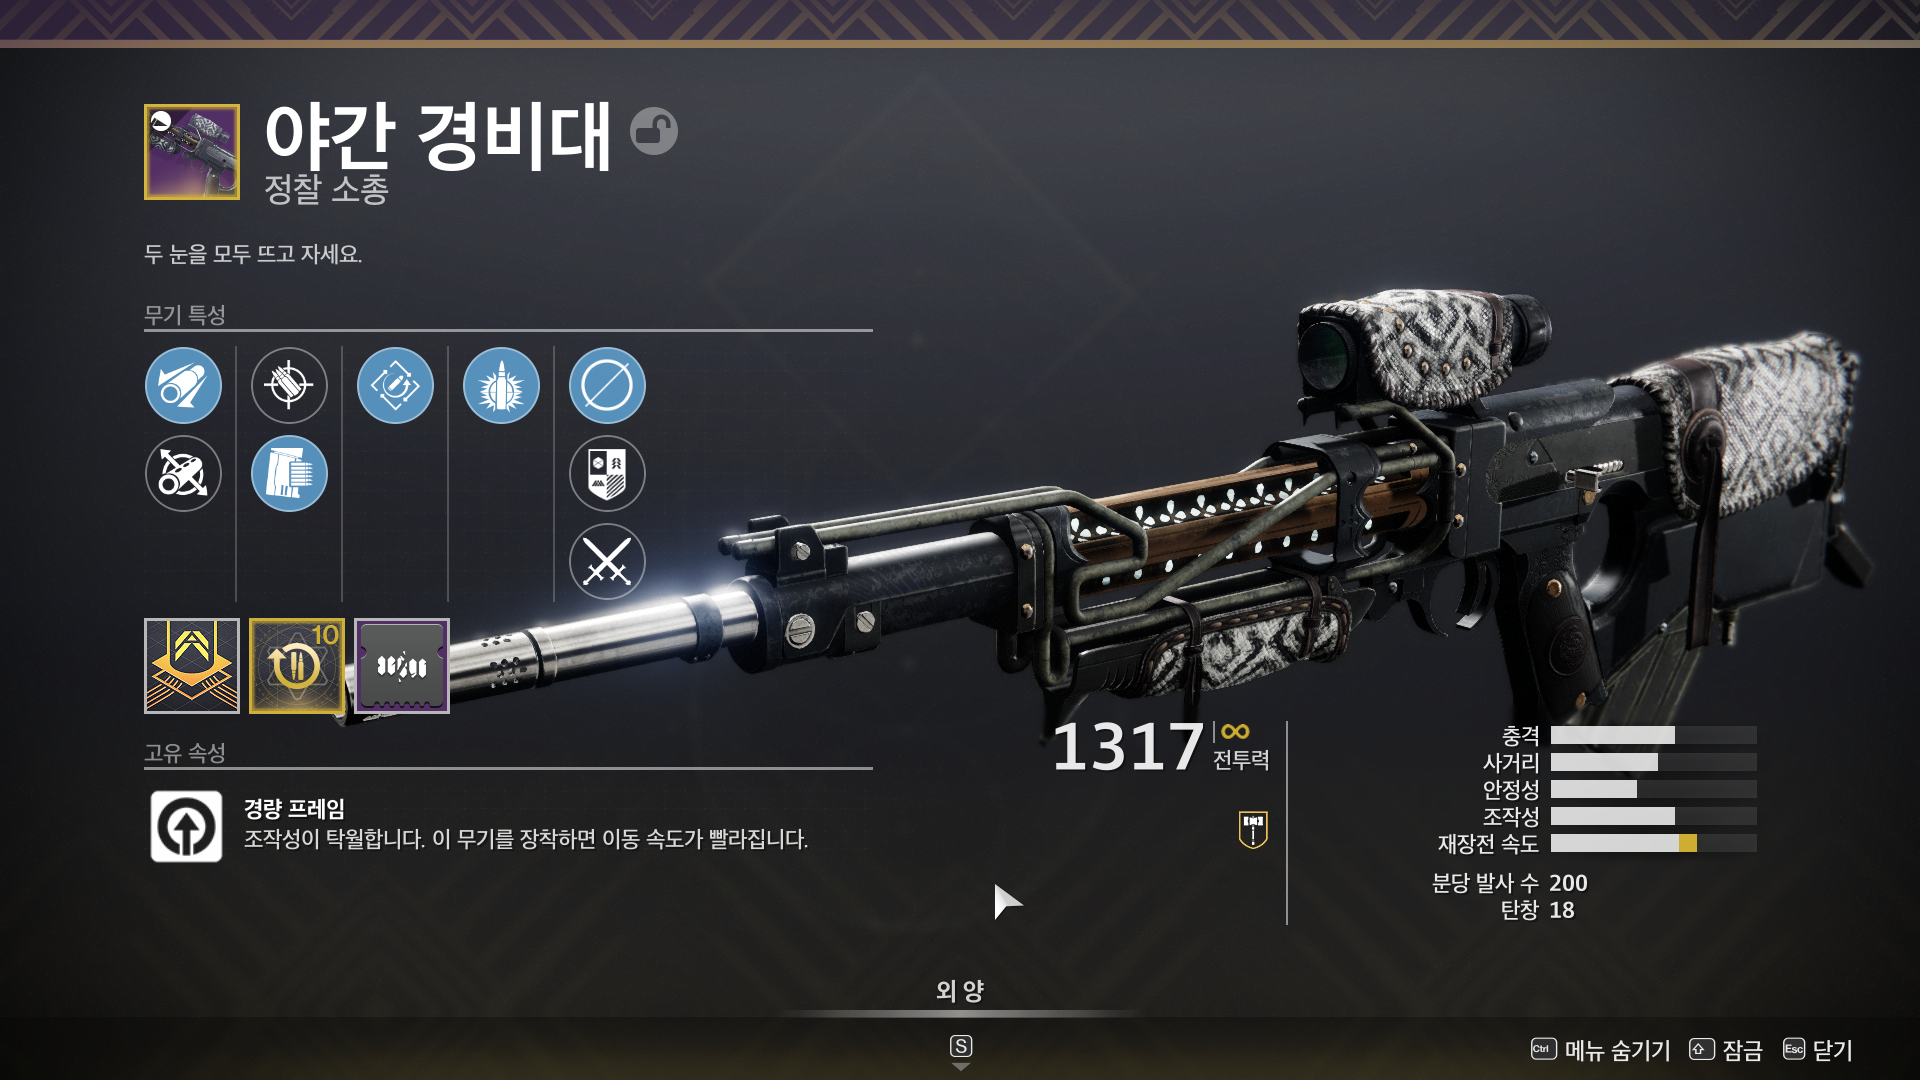 야간 경비대
정찰 소총
두 눈을 모두 뜨고 자세요.
무기 특성
10
고유 속성
경량 프레임
조작성이 탁월합니다. 이 무기를 장착하면 이동 속도가 빨라집니다.
1317
전투력
충격
사거리
안정성
조작성
재장전 속도
분당 발사 수 200
탄창 18
외양
S
Ctrl 메뉴 숨기기 잠금 Esc 닫기